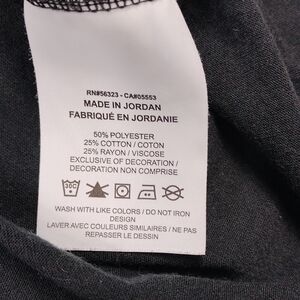 RN#56323 - CA#05553
MADE IN JORDAN
FABRIQUÉ EN JORDANIE
50% POLYESTER
25% COTTON / COTON
25% RAYON / VISCOSE
EXCLUSIVE OF DECORATION /
DECORATION NON COMPRISE
30C
WASH WITH LIKE COLORS / DO NOT IRON
DESIGN
LAVER AVEC COULEURS SIMILAIRES / NE PAS
REPASSER LE DESSIN